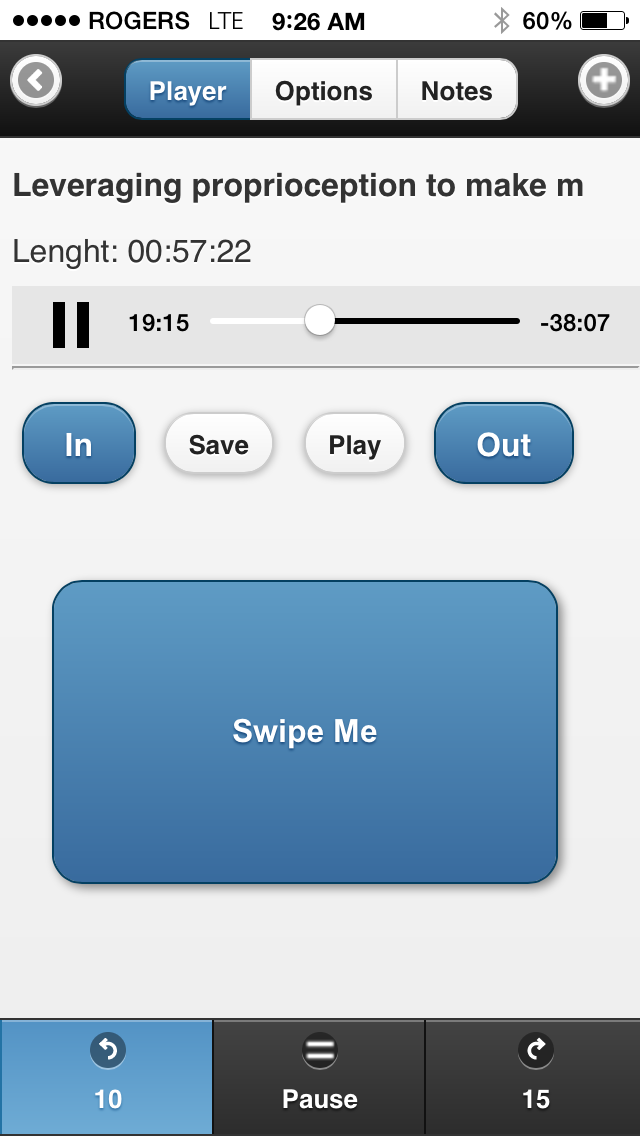 ROGERS LTE 9:26 AM 60%
Player Options Notes
Leveraging proprioception to make m
Lenght: 00:57:22
19:15 -38:07
In Save Play Out
Swipe Me
10 Pause 15